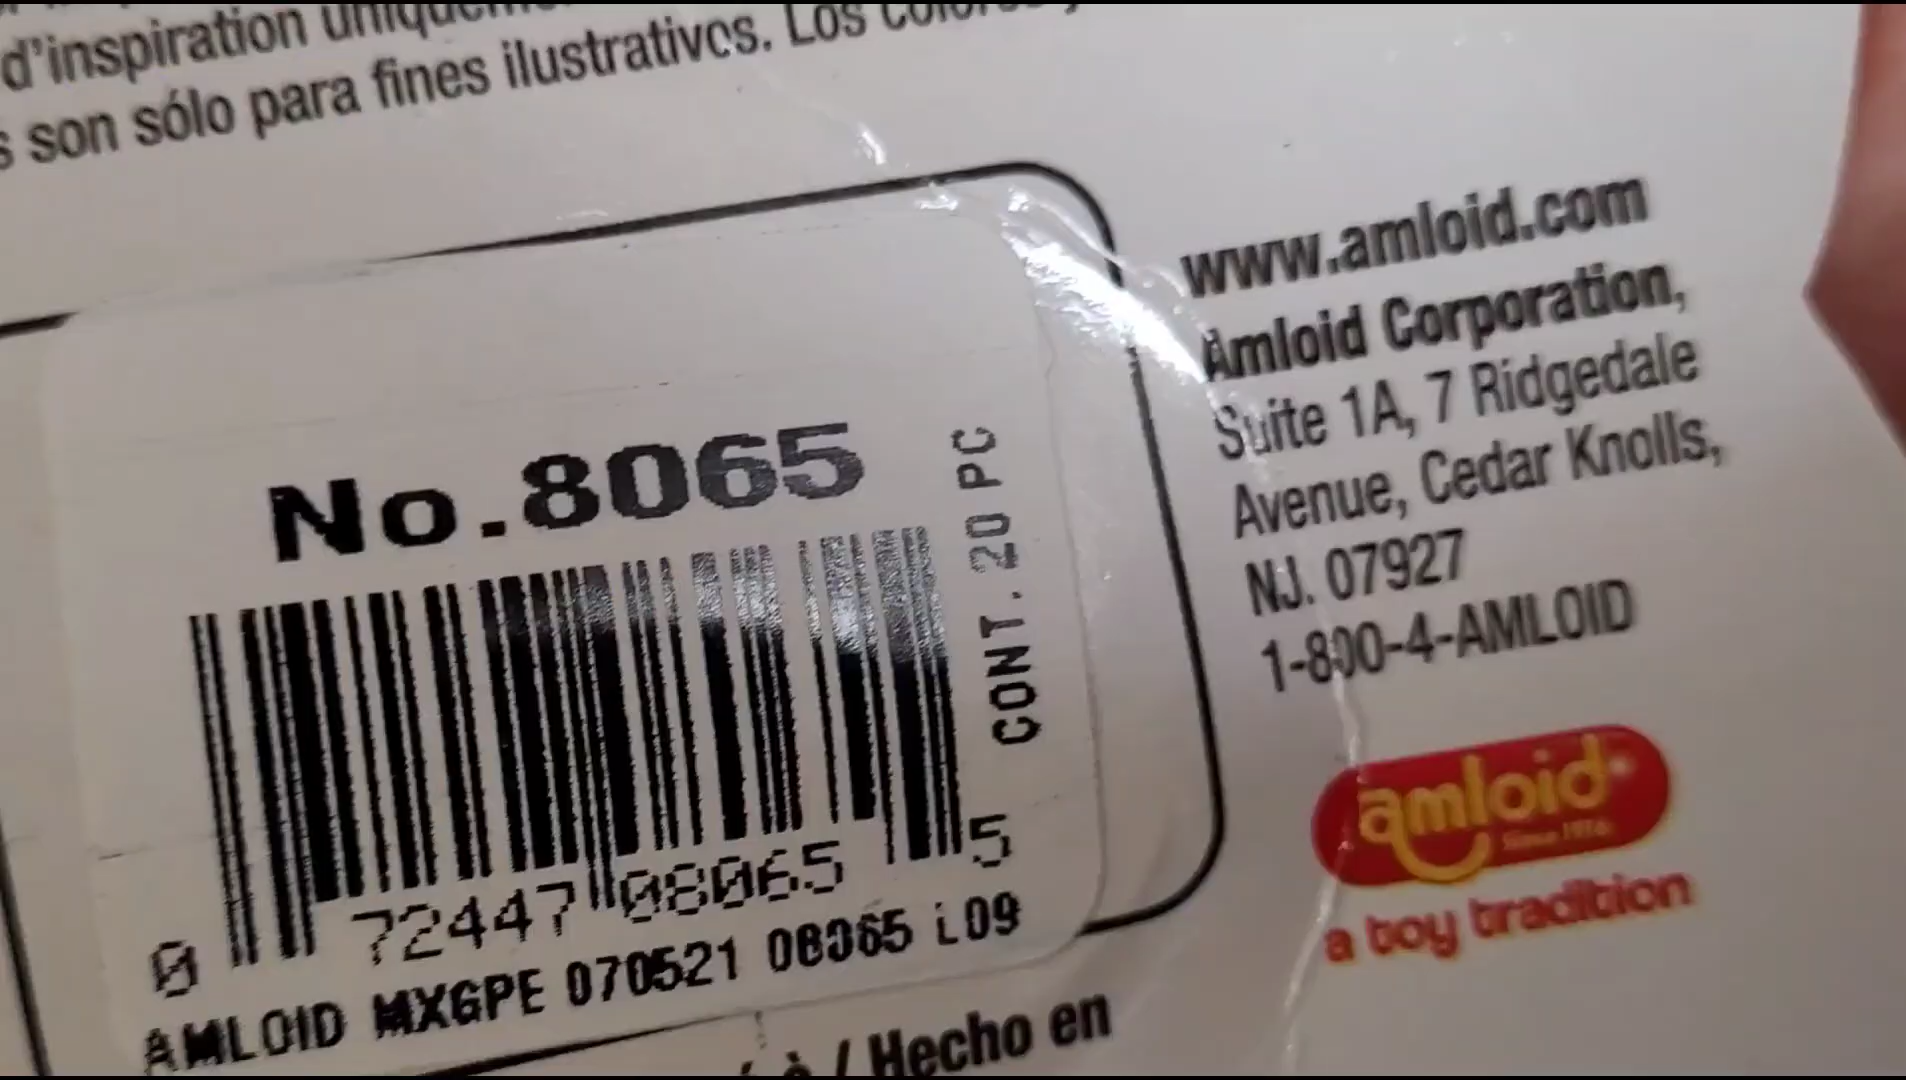 d'inspiration
son sólo para fines ilustrativos. Los
No.8065
CONT. 20 PC
0 72447 08065 5
AMLOID MXGPE 070521 08065 L09
www.amloid.com
Amloid Corporation,
Suite 1A, 7 Ridgedale
Avenue, Cedar Knolls,
NJ. 07927
1-800-4-AMLOID
amloid
Since 1916
a toy tradition
/ Hecho en